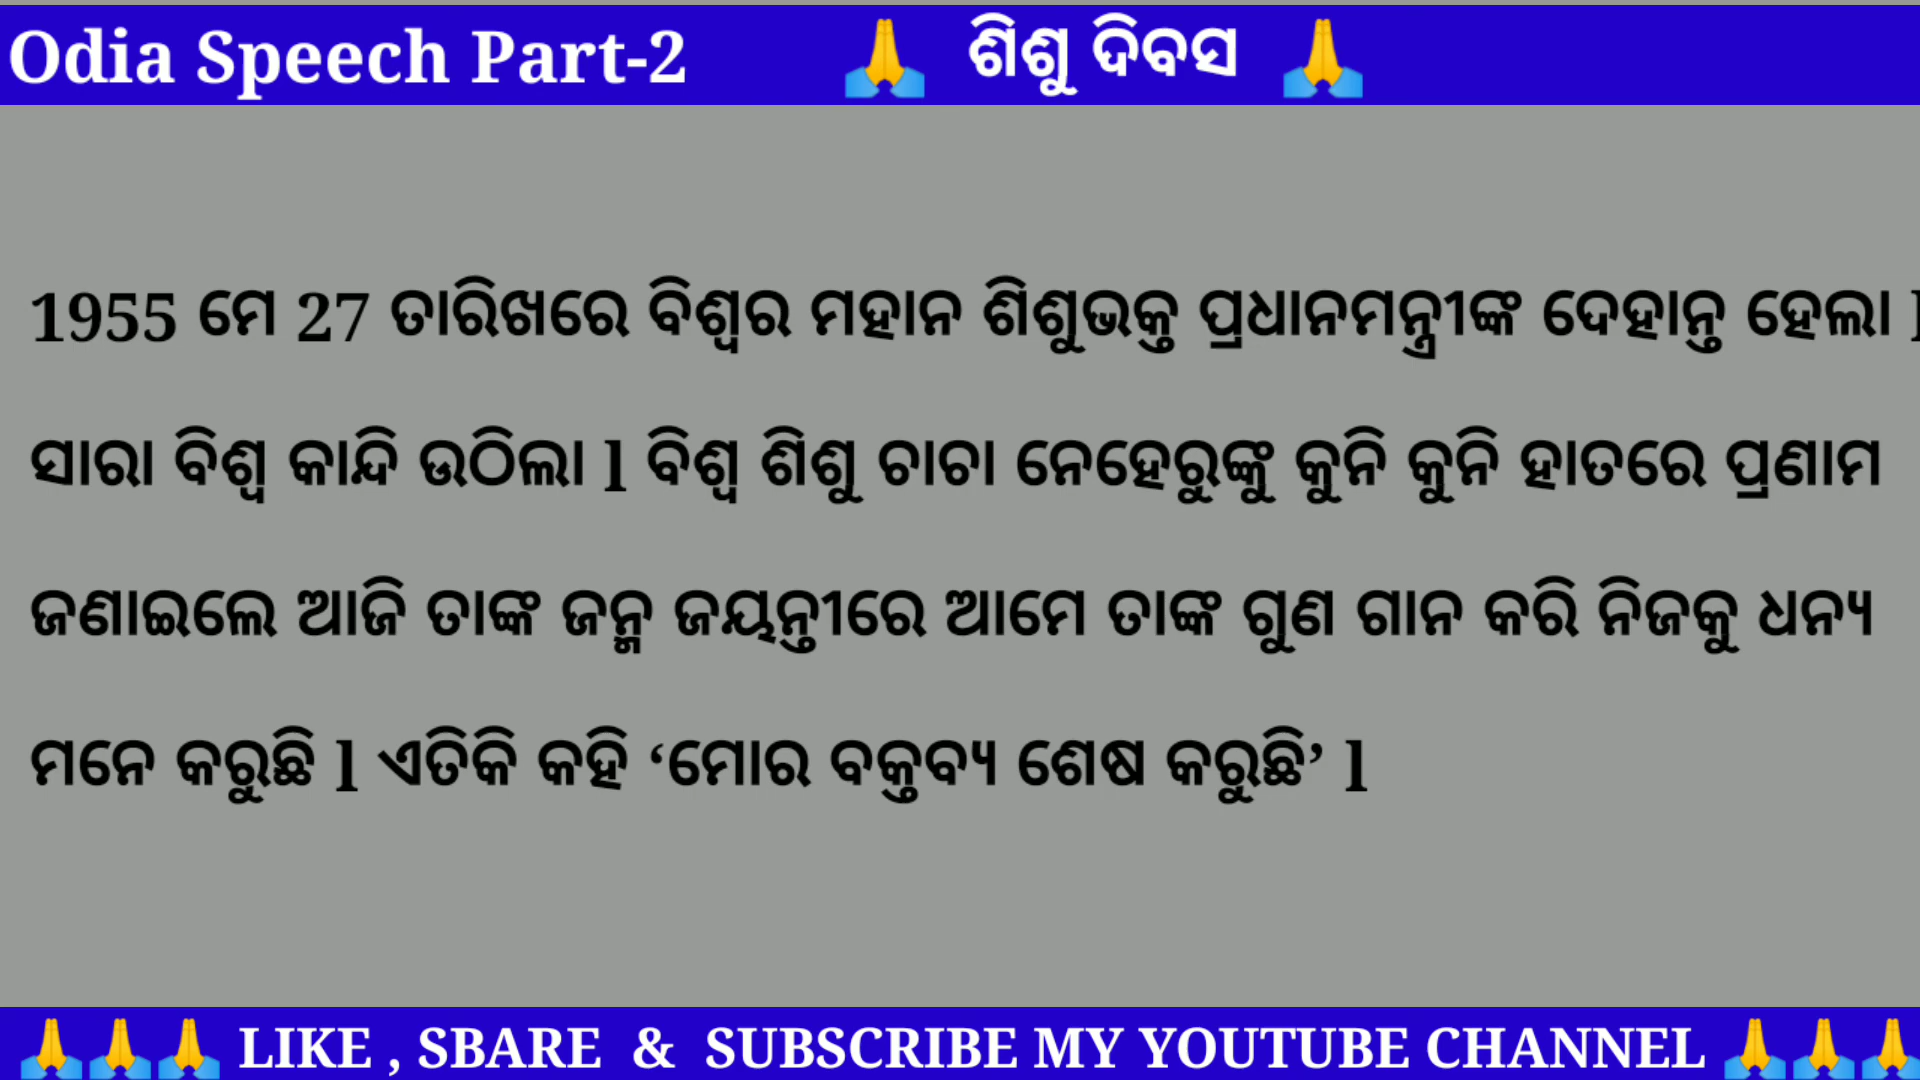 Odia Speech Part-2 🙏 ଶିଶୁ ଦିବସ 🙏
1955 ମେ 27 ତାରିଖରେ ବିଶ୍ୱର ମହାନ ଶିଶୁଭକ୍ତ ପ୍ରଧାନମନ୍ତ୍ରୀଙ୍କ ଦେହାନ୍ତ ହେଲା l
ସାରା ବିଶ୍ୱ କାନ୍ଦି ଉଠିଲା l ବିଶ୍ୱ ଶିଶୁ ଚାଚା ନେହେରୁଙ୍କୁ କୁନି କୁନି ହାତରେ ପ୍ରଣାମ
ଜଣାଇଲେ ଆଜି ତାଙ୍କ ଜନ୍ମ ଜୟନ୍ତୀରେ ଆମେ ତାଙ୍କ ଗୁଣ ଗାନ କରି ନିଜକୁ ଧନ୍ୟ
ମନେ କରୁଛି l ଏତିକି କହି ‘ମୋର ବକ୍ତବ୍ୟ ଶେଷ କରୁଛି’ l
🙏🙏🙏 LIKE , SBARE & SUBSCRIBE MY YOUTUBE CHANNEL 🙏🙏🙏